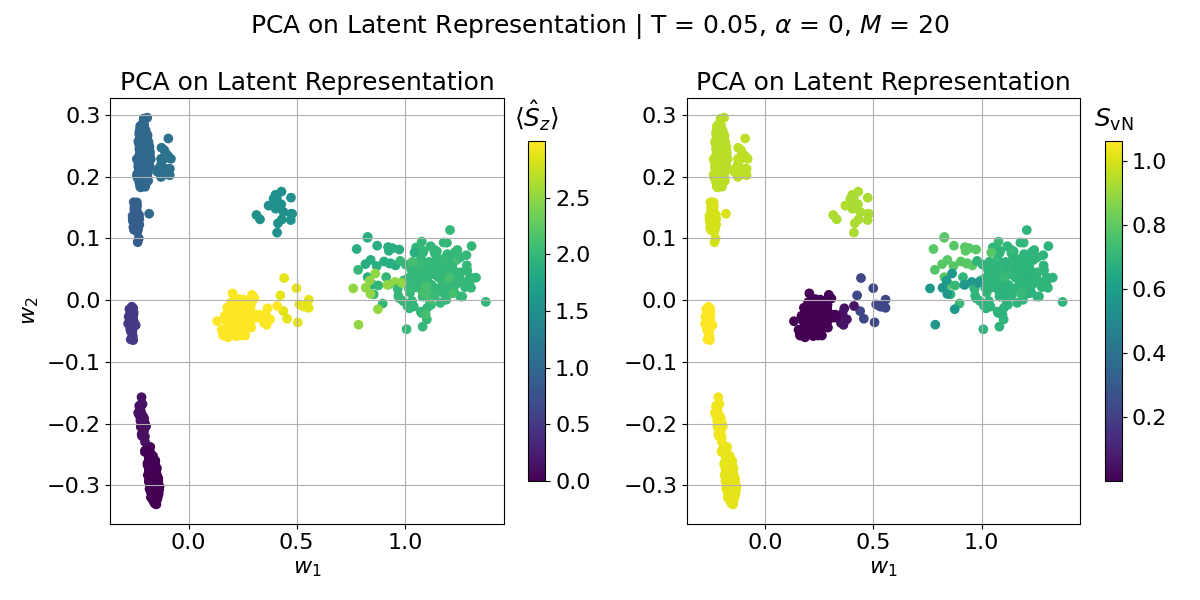 PCA on Latent Representation | T = 0.05, α = 0, M = 20
PCA on Latent Representation
⟨Ŝz⟩
0.3
0.2
0.1
0.0
−0.1
−0.2
−0.3
w2
0.0 0.5 1.0
w1
2.5
2.0
1.5
1.0
0.5
0.0
PCA on Latent Representation
SvN
0.3
0.2
0.1
0.0
−0.1
−0.2
−0.3
0.0 0.5 1.0
w1
1.0
0.8
0.6
0.4
0.2